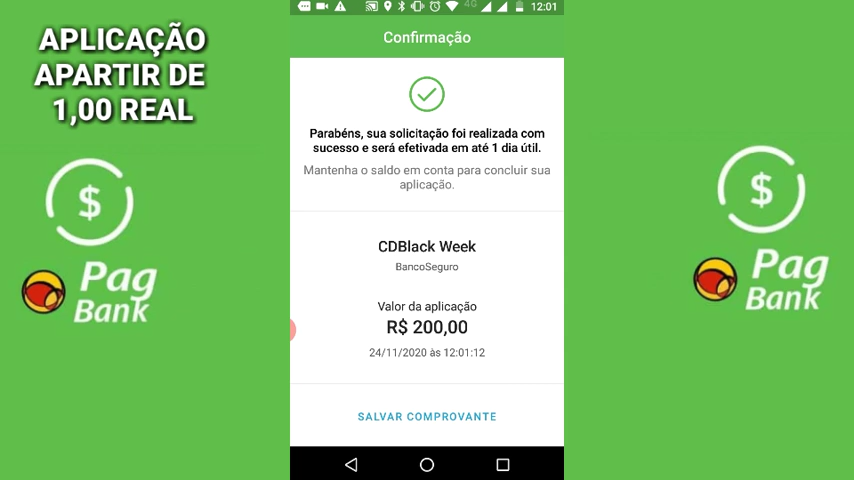 APLICAÇÃO
APARTIR DE
1,00 REAL
$
Pag
Bank
4G
12:01
Confirmação
Parabéns, sua solicitação foi realizada com
sucesso e será efetivada em até 1 dia útil.
Mantenha o saldo em conta para concluir sua
aplicação.
CDBlack Week
BancoSeguro
Valor da aplicação
R$ 200,00
24/11/2020 às 12:01:12
SALVAR COMPROVANTE
$
Pag
Bank